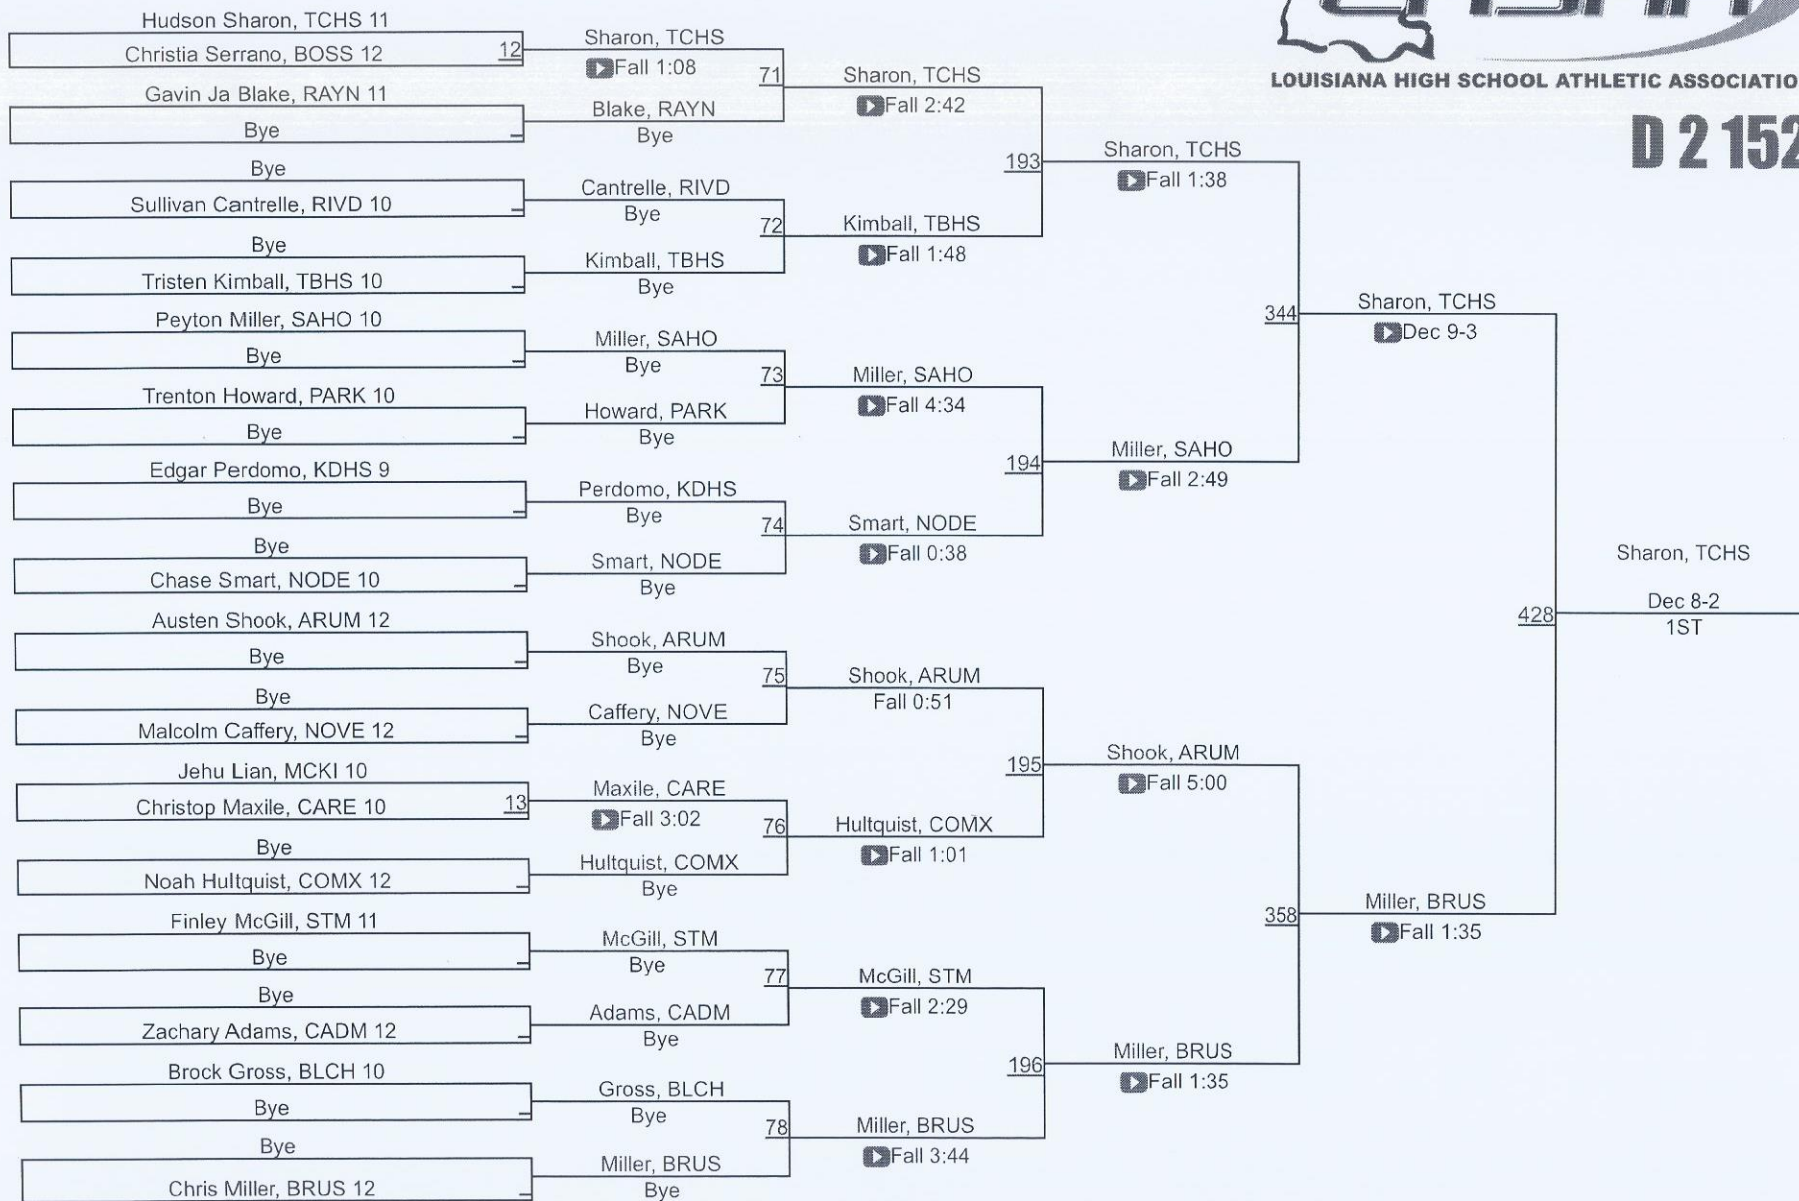 LOUISIANA HIGH SCHOOL ATHLETIC ASSOCIATIO
D 2 152
Hudson Sharon, TCHS 11
Christia Serrano, BOSS 12
12
Gavin Ja Blake, RAYN 11
Bye
Bye
Sullivan Cantrelle, RIVD 10
Bye
Tristen Kimball, TBHS 10
Peyton Miller, SAHO 10
Bye
Trenton Howard, PARK 10
Bye
Edgar Perdomo, KDHS 9
Bye
Bye
Chase Smart, NODE 10
Austen Shook, ARUM 12
Bye
Bye
Malcolm Caffery, NOVE 12
Jehu Lian, MCKI 10
Christop Maxile, CARE 10
13
Bye
Noah Hultquist, COMX 12
Finley McGill, STM 11
Bye
Bye
Zachary Adams, CADM 12
Brock Gross, BLCH 10
Bye
Bye
Chris Miller, BRUS 12
Sharon, TCHS
Fall 1:08
71
Blake, RAYN
Bye
Cantrelle, RIVD
Bye
72
Kimball, TBHS
Bye
Miller, SAHO
Bye
73
Howard, PARK
Bye
Perdomo, KDHS
Bye
74
Smart, NODE
Bye
Shook, ARUM
Bye
75
Caffery, NOVE
Bye
Maxile, CARE
Fall 3:02
76
Hultquist, COMX
Bye
McGill, STM
Bye
77
Adams, CADM
Bye
Gross, BLCH
Bye
78
Miller, BRUS
Bye
Sharon, TCHS
Fall 2:42
193
Kimball, TBHS
Fall 1:48
Miller, SAHO
Fall 4:34
194
Smart, NODE
Fall 0:38
Shook, ARUM
Fall 0:51
195
Hultquist, COMX
Fall 1:01
McGill, STM
Fall 2:29
196
Miller, BRUS
Fall 3:44
Sharon, TCHS
Fall 1:38
344
Miller, SAHO
Fall 2:49
Shook, ARUM
Fall 5:00
358
Miller, BRUS
Fall 1:35
Sharon, TCHS
Dec 9-3
428
Miller, BRUS
Fall 1:35
Sharon, TCHS
Dec 8-2
1ST